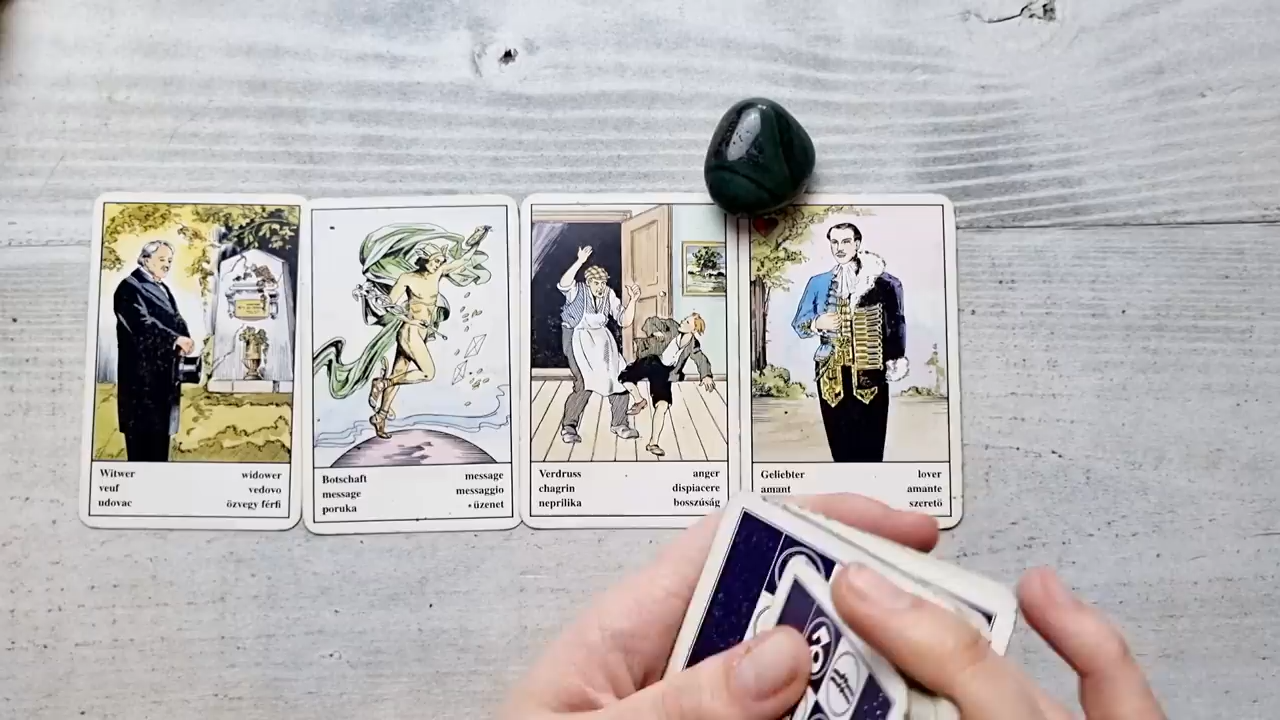 Witwer widower
veuf vedovo
udovac özvegy férfi
Botschaft message
message messaggio
poruka üzenet
Verdruss anger
chagrin dispiacere
neprilika bosszúság
Geliebter lover
amant amante
szerető